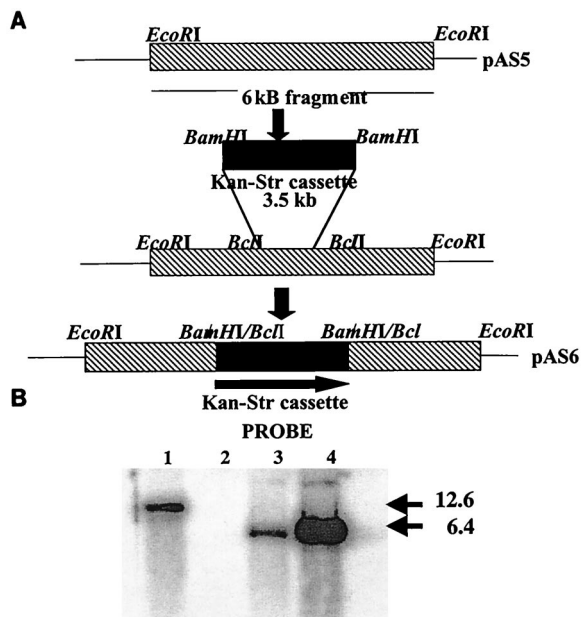 A
EcoRI EcoRI
pAS5
6kB fragment
BamHI BamHI
Kan-Str cassette
3.5 kb
EcoRI BclI BclI EcoRI
EcoRI BamHI/BclI BamHI/Bcl EcoRI
pAS6
Kan-Str cassette
B
PROBE
1 2 3 4
12.6
6.4